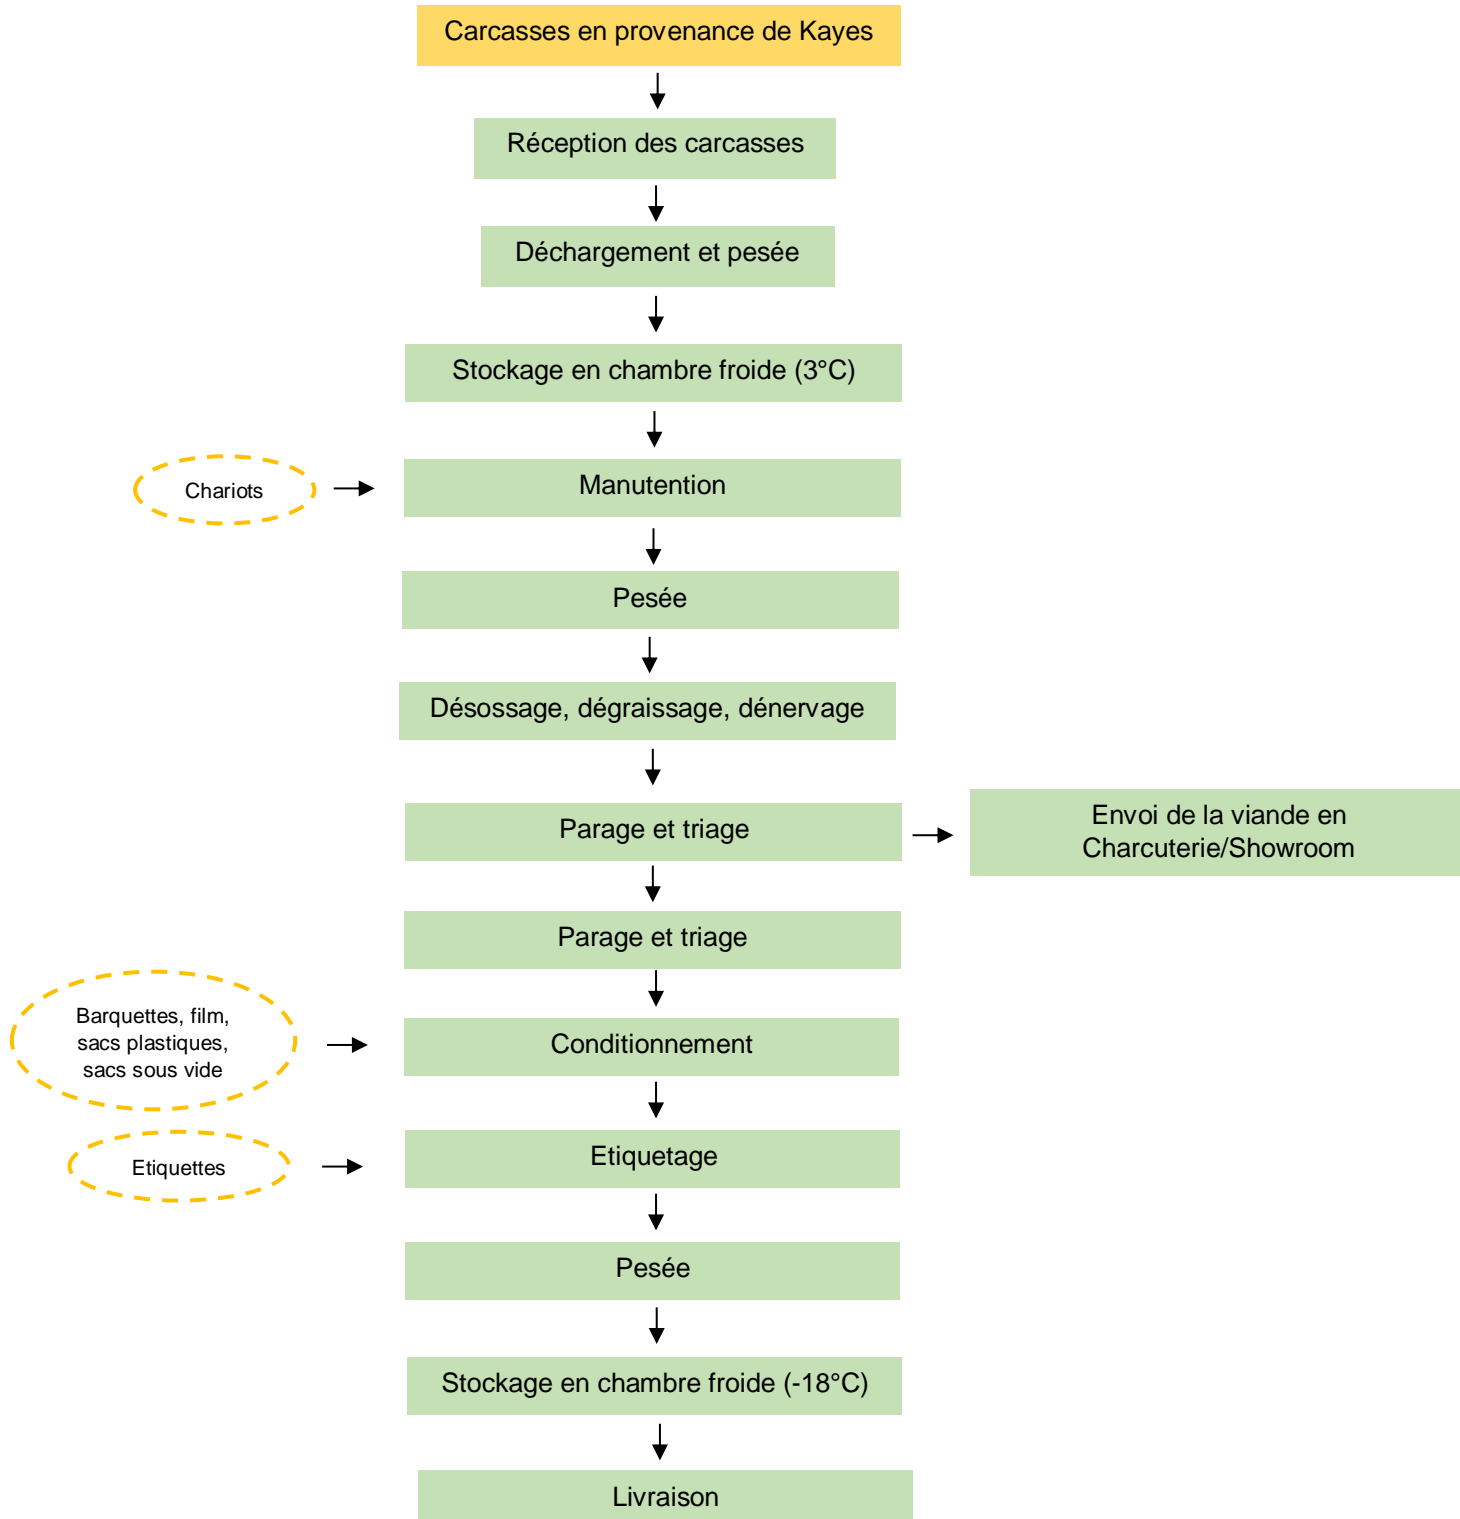 Carcasses en provenance de Kayes
Réception des carcasses
Déchargement et pesée
Stockage en chambre froide (3°C)
Chariots
Manutention
Pesée
Désossage, dégraissage, dénervage
Parage et triage
Envoi de la viande en
Charcuterie/Showroom
Parage et triage
Barquettes, film,
sacs plastiques,
sacs sous vide
Conditionnement
Etiquettes
Etiquetage
Pesée
Stockage en chambre froide (-18°C)
Livraison